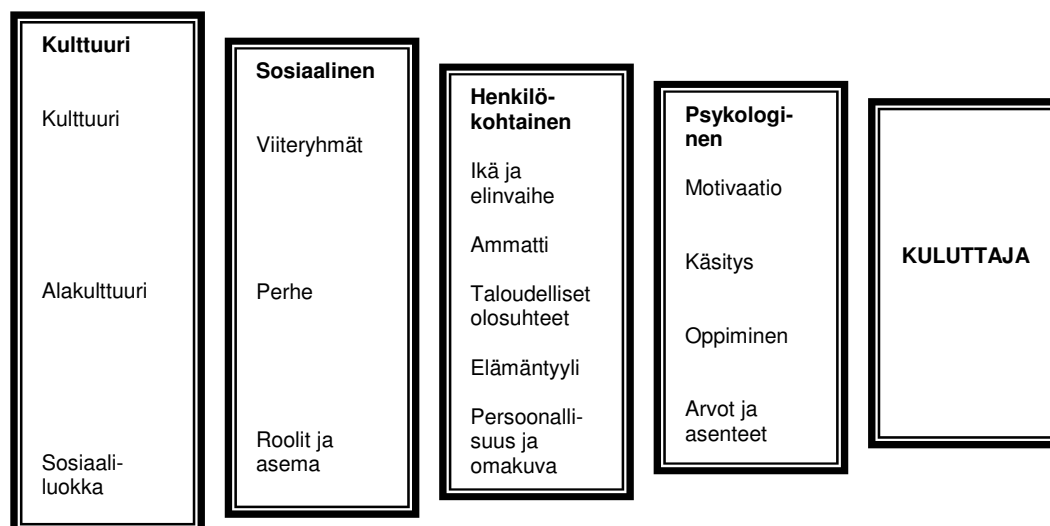 Kulttuuri
Kulttuuri
Alakulttuuri
Sosiaali-
luokka
Sosiaalinen
Viiteryhmät
Perhe
Roolit ja
asema
Henkilö-
kohtainen
Ikä ja
elinvaihe
Ammatti
Taloudelliset
olosuhteet
Elämäntyyli
Persoonalli-
suus ja
omakuva
Psykologi-
nen
Motivaatio
Käsitys
Oppiminen
Arvot ja
asenteet
KULUTTAJA